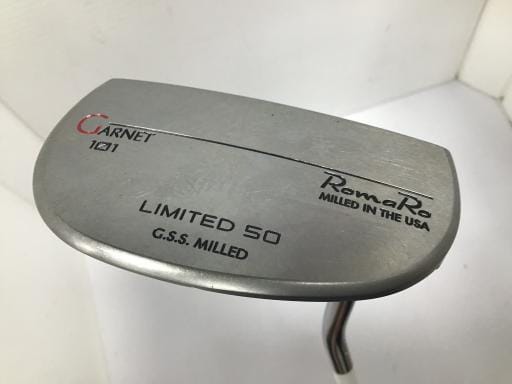 GARNET
101
RomaRo
MILLED IN THE USA
LIMITED 50
G.S.S. MILLED